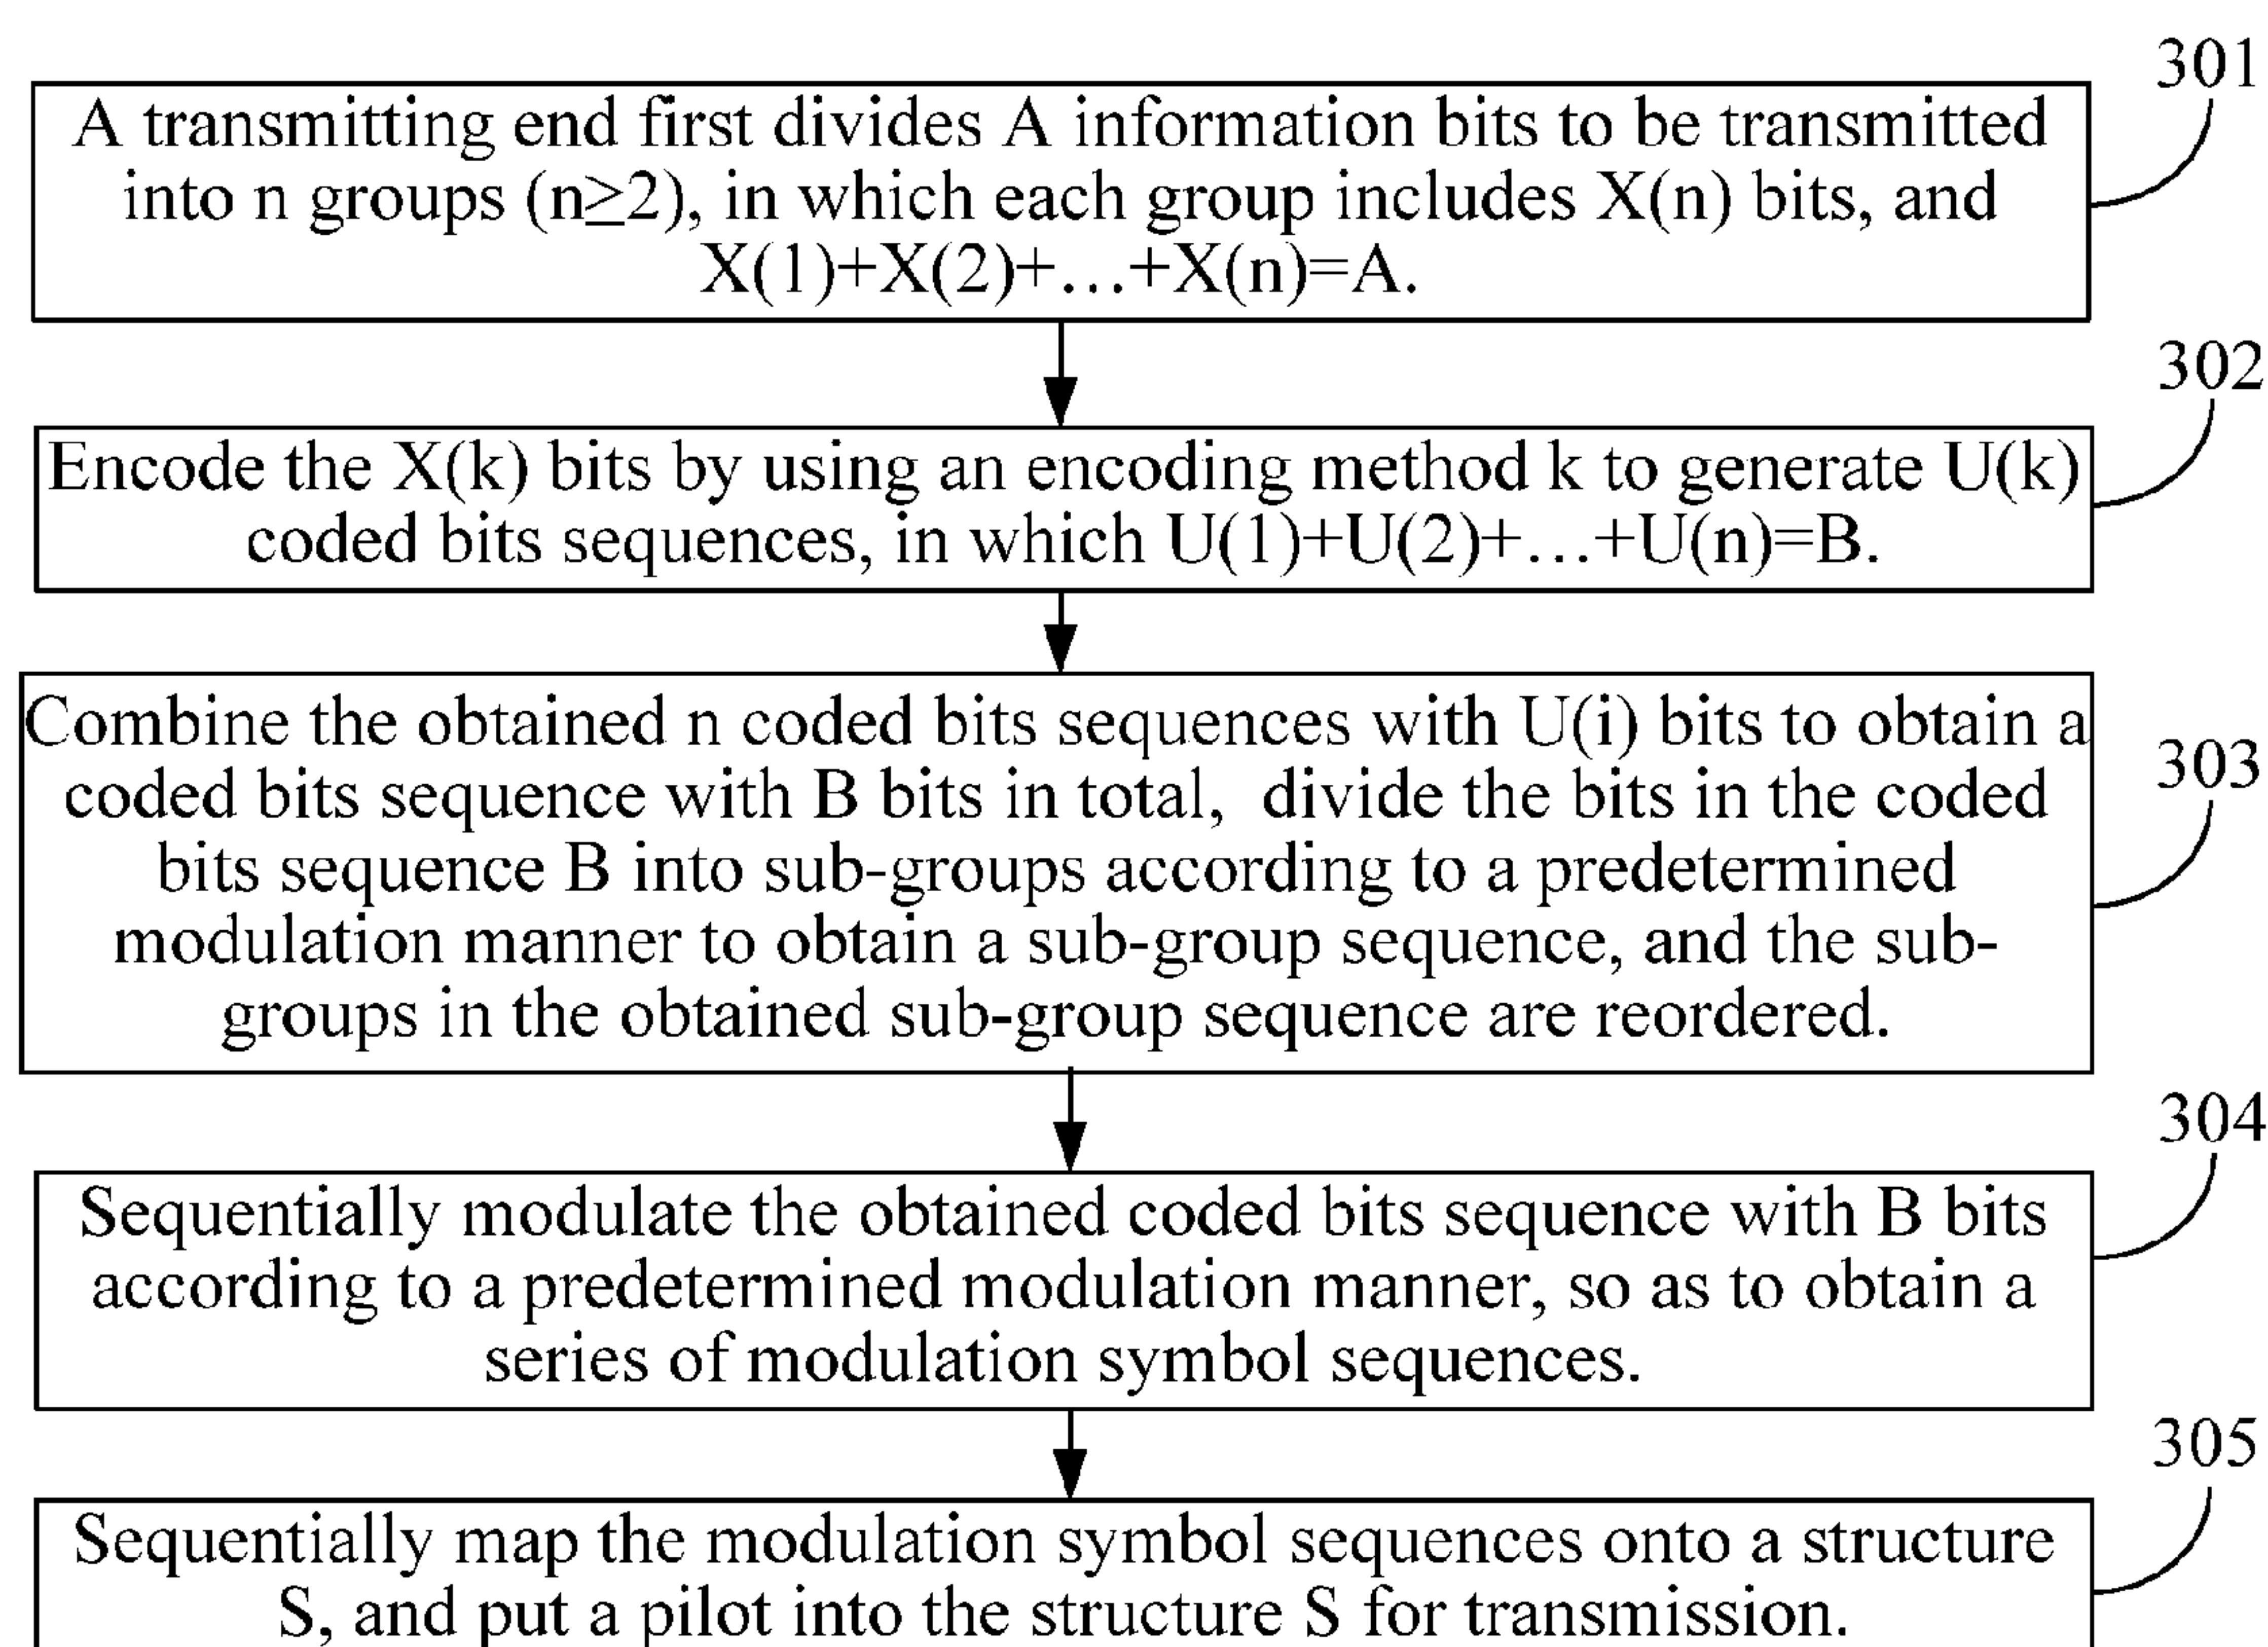 301
A transmitting end first divides A information bits to be transmitted
into n groups (n≥2), in which each group includes X(n) bits, and
X(1)+X(2)+...+X(n)=A.
302
Encode the X(k) bits by using an encoding method k to generate U(k)
coded bits sequences, in which U(1)+U(2)+...+U(n)=B.
303
Combine the obtained n coded bits sequences with U(i) bits to obtain a
coded bits sequence with B bits in total, divide the bits in the coded
bits sequence B into sub-groups according to a predetermined
modulation manner to obtain a sub-group sequence, and the sub-
groups in the obtained sub-group sequence are reordered.
304
Sequentially modulate the obtained coded bits sequence with B bits
according to a predetermined modulation manner, so as to obtain a
series of modulation symbol sequences.
305
Sequentially map the modulation symbol sequences onto a structure
S, and put a pilot into the structure S for transmission.